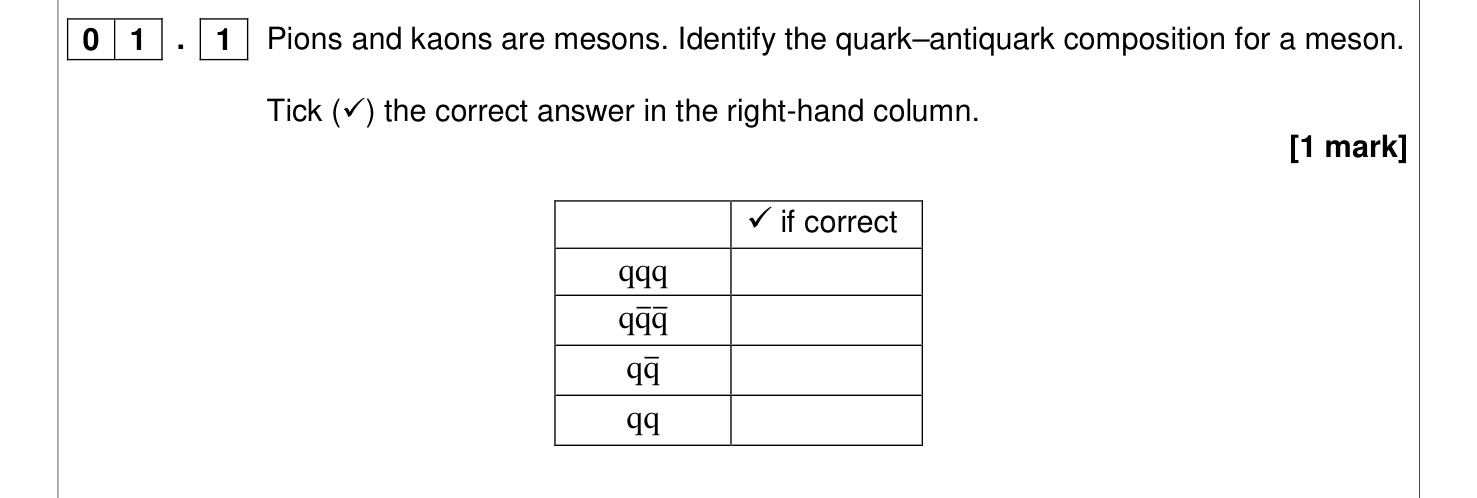 0 1 . 1 Pions and kaons are mesons. Identify the quark–antiquark composition for a meson.
Tick (✓) the correct answer in the right-hand column.
[1 mark]
✓ if correct
qqq
qq̅q̅
qq̅
qq